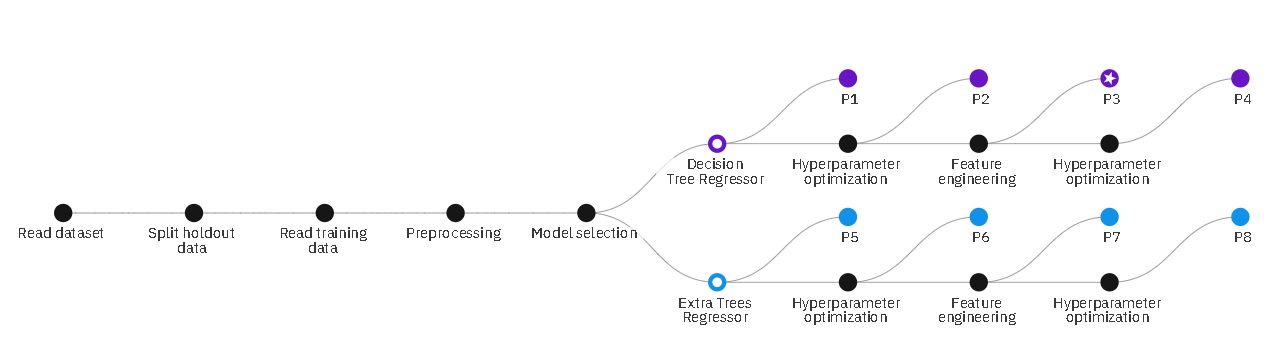 P1
P2
P3
P4
Decision
Tree Regressor
Hyperparameter
optimization
Feature
engineering
Hyperparameter
optimization
Read dataset
Split holdout
data
Read training
data
Preprocessing
Model selection
P5
P6
P7
P8
Extra Trees
Regressor
Hyperparameter
optimization
Feature
engineering
Hyperparameter
optimization